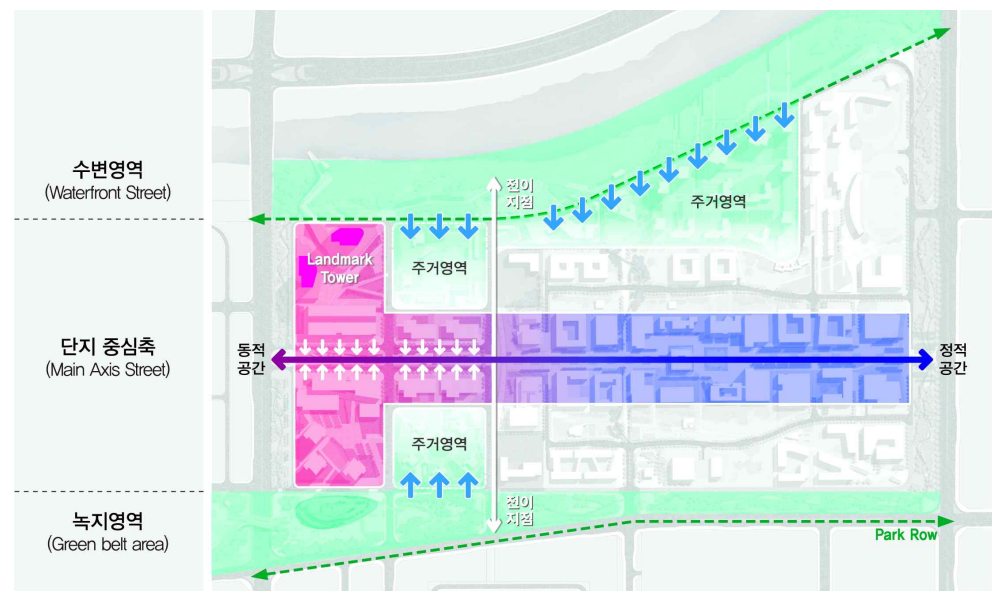 수변영역
(Waterfront Street)
단지 중심축
(Main Axis Street)
녹지영역
(Green belt area)
전이
지점
주거영역
Landmark
Tower
주거영역
동적
공간
정적
공간
주거영역
전이
지점
Park Row